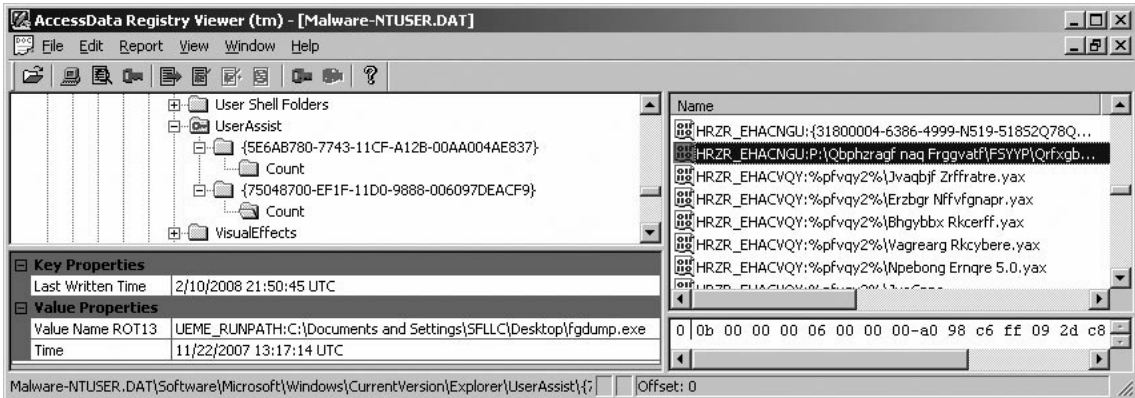 AccessData Registry Viewer (tm) - [Malware-NTUSER.DAT]
File Edit Report View Window Help
User Shell Folders
UserAssist
{5E6AB780-7743-11CF-A12B-00AA004AE837}
Count
{75048700-EF1F-11D0-9888-006097DEACF9}
Count
VisualEffects
Name
HRZR_EHACNGU:{31800004-6386-4999-N519-518S2Q78Q...
HRZR_EHACNGU:P:\Qbphzragf naq Frggvatf\FSYYP\Qrfxgb...
HRZR_EHACVQY:%pfvqy2%\Jvaqbjf Zrffratre.yax
HRZR_EHACVQY:%pfvqy2%\Erzbgr Nffvfgnapr.yax
HRZR_EHACVQY:%pfvqy2%\Bhgybbx Rkcerff.yax
HRZR_EHACVQY:%pfvqy2%\Vagrearg Rkcybere.yax
HRZR_EHACVQY:%pfvqy2%\Npebong Ernqre 5.0.yax
Key Properties
Last Written Time 2/10/2008 21:50:45 UTC
Value Properties
Value Name ROT13 UEME_RUNPATH:C:\Documents and Settings\SFLLC\Desktop\fgdump.exe
Time 11/22/2007 13:17:14 UTC
0 0b 00 00 00 06 00 00 00-a0 98 c6 ff 09 2d c8
Malware-NTUSER.DAT\Software\Microsoft\Windows\CurrentVersion\Explorer\UserAssist\{7
Offset: 0